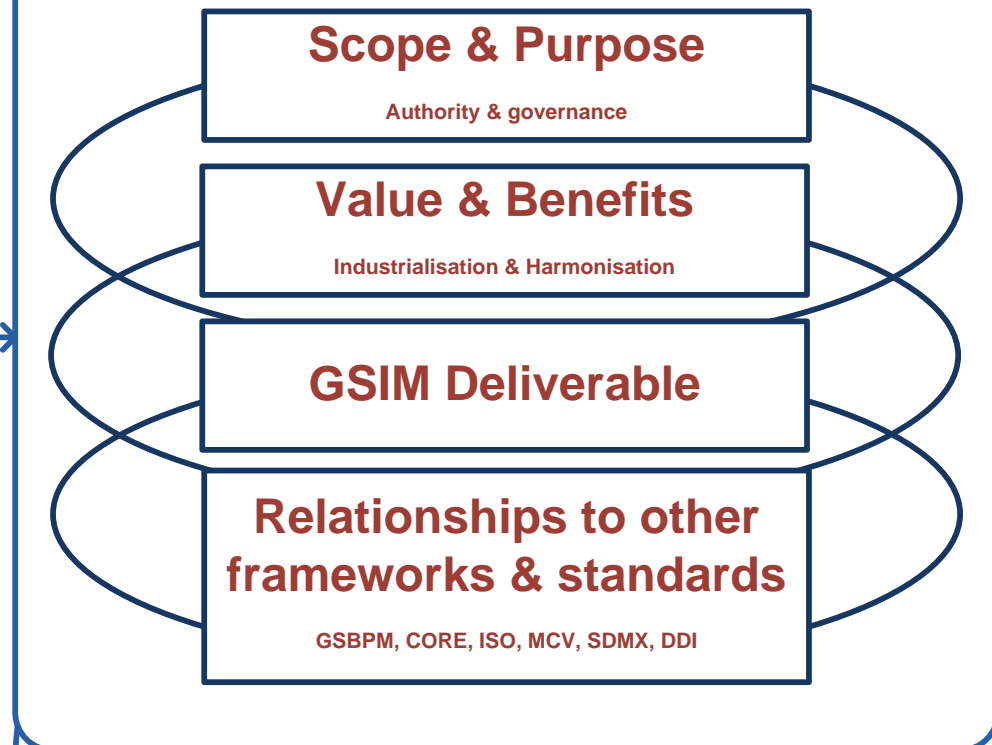 Scope & Purpose
Authority & governance
Value & Benefits
Industrialisation & Harmonisation
GSIM Deliverable
Relationships to other
frameworks & standards
GSBPM, CORE, ISO, MCV, SDMX, DDI